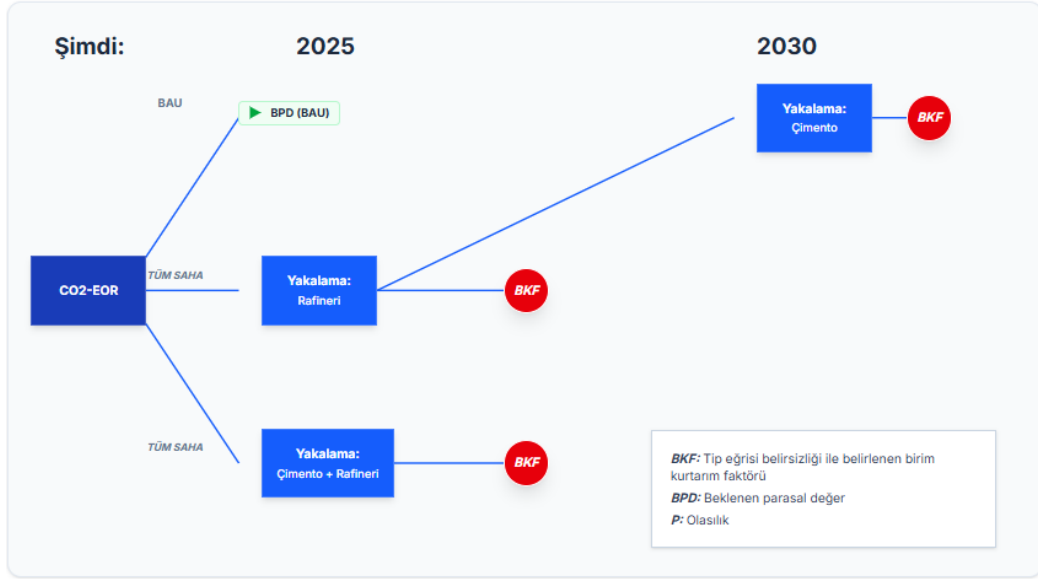 Şimdi:
2025
2030
BAU
BPD (BAU)
Yakalama:
Çimento
BKF
CO2-EOR
TÜM SAHA
Yakalama:
Rafineri
BKF
TÜM SAHA
Yakalama:
Çimento + Rafineri
BKF
BKF: Tip eğrisi belirsizliği ile belirlenen birim
kurtarım faktörü
BPD: Beklenen parasal değer
P: Olasılık